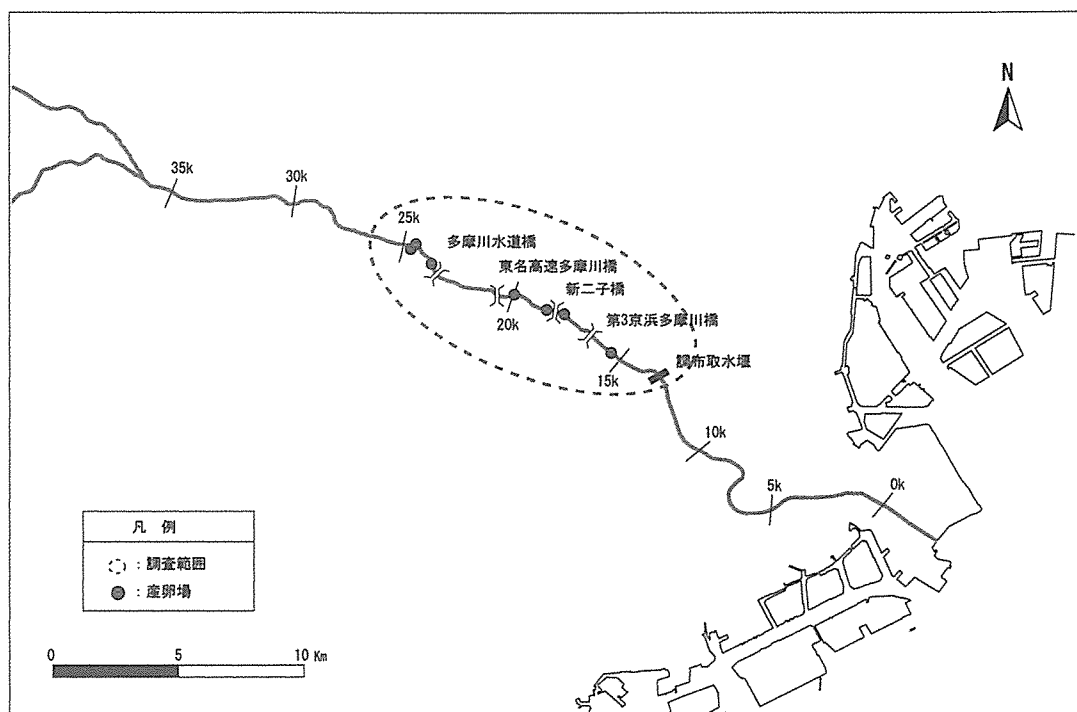 N
35k
30k
25k
多摩川水道橋
東名高速多摩川橋
新二子橋
20k
第3京浜多摩川橋
調布取水堰
15k
10k
5k
0k
凡 例
：調査範囲
：産卵場
0 5 10 Km